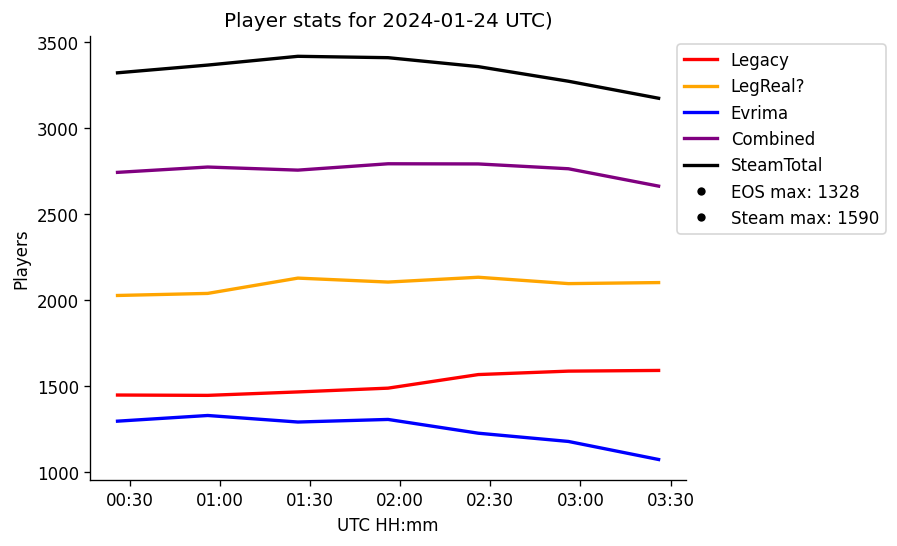 Player stats for 2024-01-24 UTC)
3500
3000
2500
2000
1500
1000
Players
00:30 01:00 01:30 02:00 02:30 03:00 03:30
UTC HH:mm
Legacy
LegReal?
Evrima
Combined
SteamTotal
EOS max: 1328
Steam max: 1590